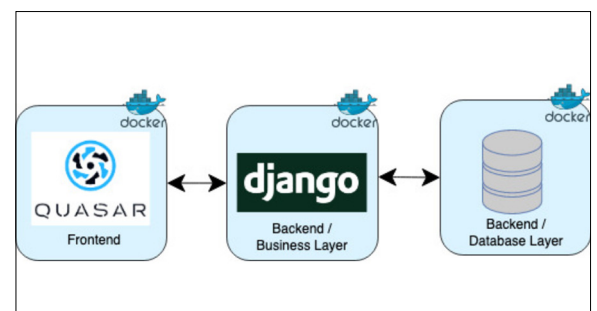 docker
docker
docker
QUASAR
Frontend
django
Backend /
Business Layer
Backend /
Database Layer